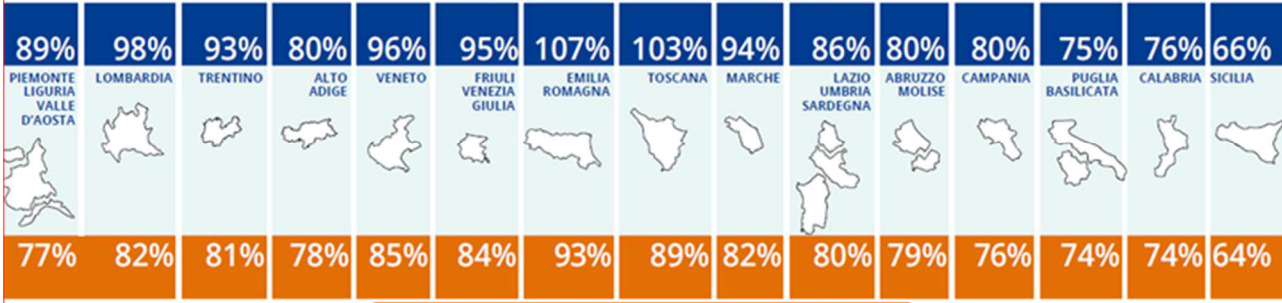 89% 98% 93% 80% 96% 95% 107% 103% 94% 86% 80% 80% 75% 76% 66%
PIEMONTE
LIGURIA
VALLE
D'AOSTA
LOMBARDIA
TRENTINO
ALTO
ADIGE
VENETO
FRIULI
VENEZIA
GIULIA
EMILIA
ROMAGNA
TOSCANA
MARCHE
LAZIO
UMBRIA
SARDEGNA
ABRUZZO
MOLISE
CAMPANIA
PUGLIA
BASILICATA
CALABRIA
SICILIA
77% 82% 81% 78% 85% 84% 93% 89% 82% 80% 79% 76% 74% 74% 64%